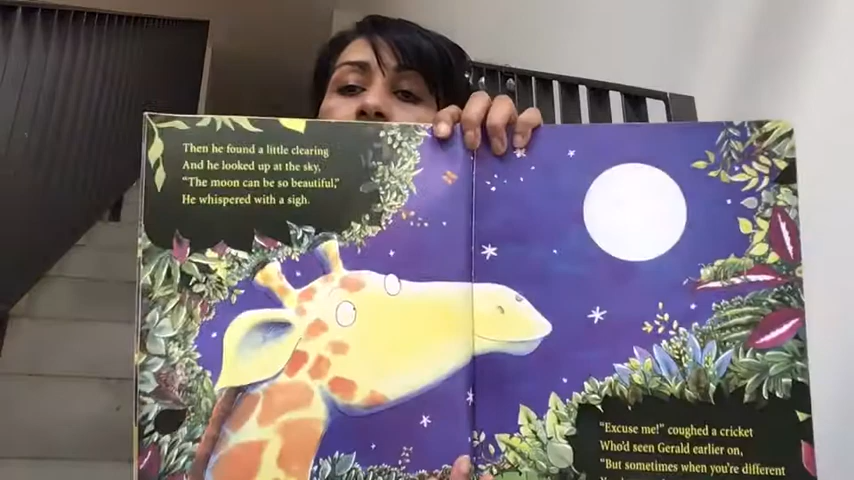 Then he found a little clearing
And he looked up at the sky,
"The moon can be so beautiful,"
He whispered with a sigh.
"Excuse me!" coughed a cricket
Who'd seen Gerald earlier on,
"But sometimes when you're different